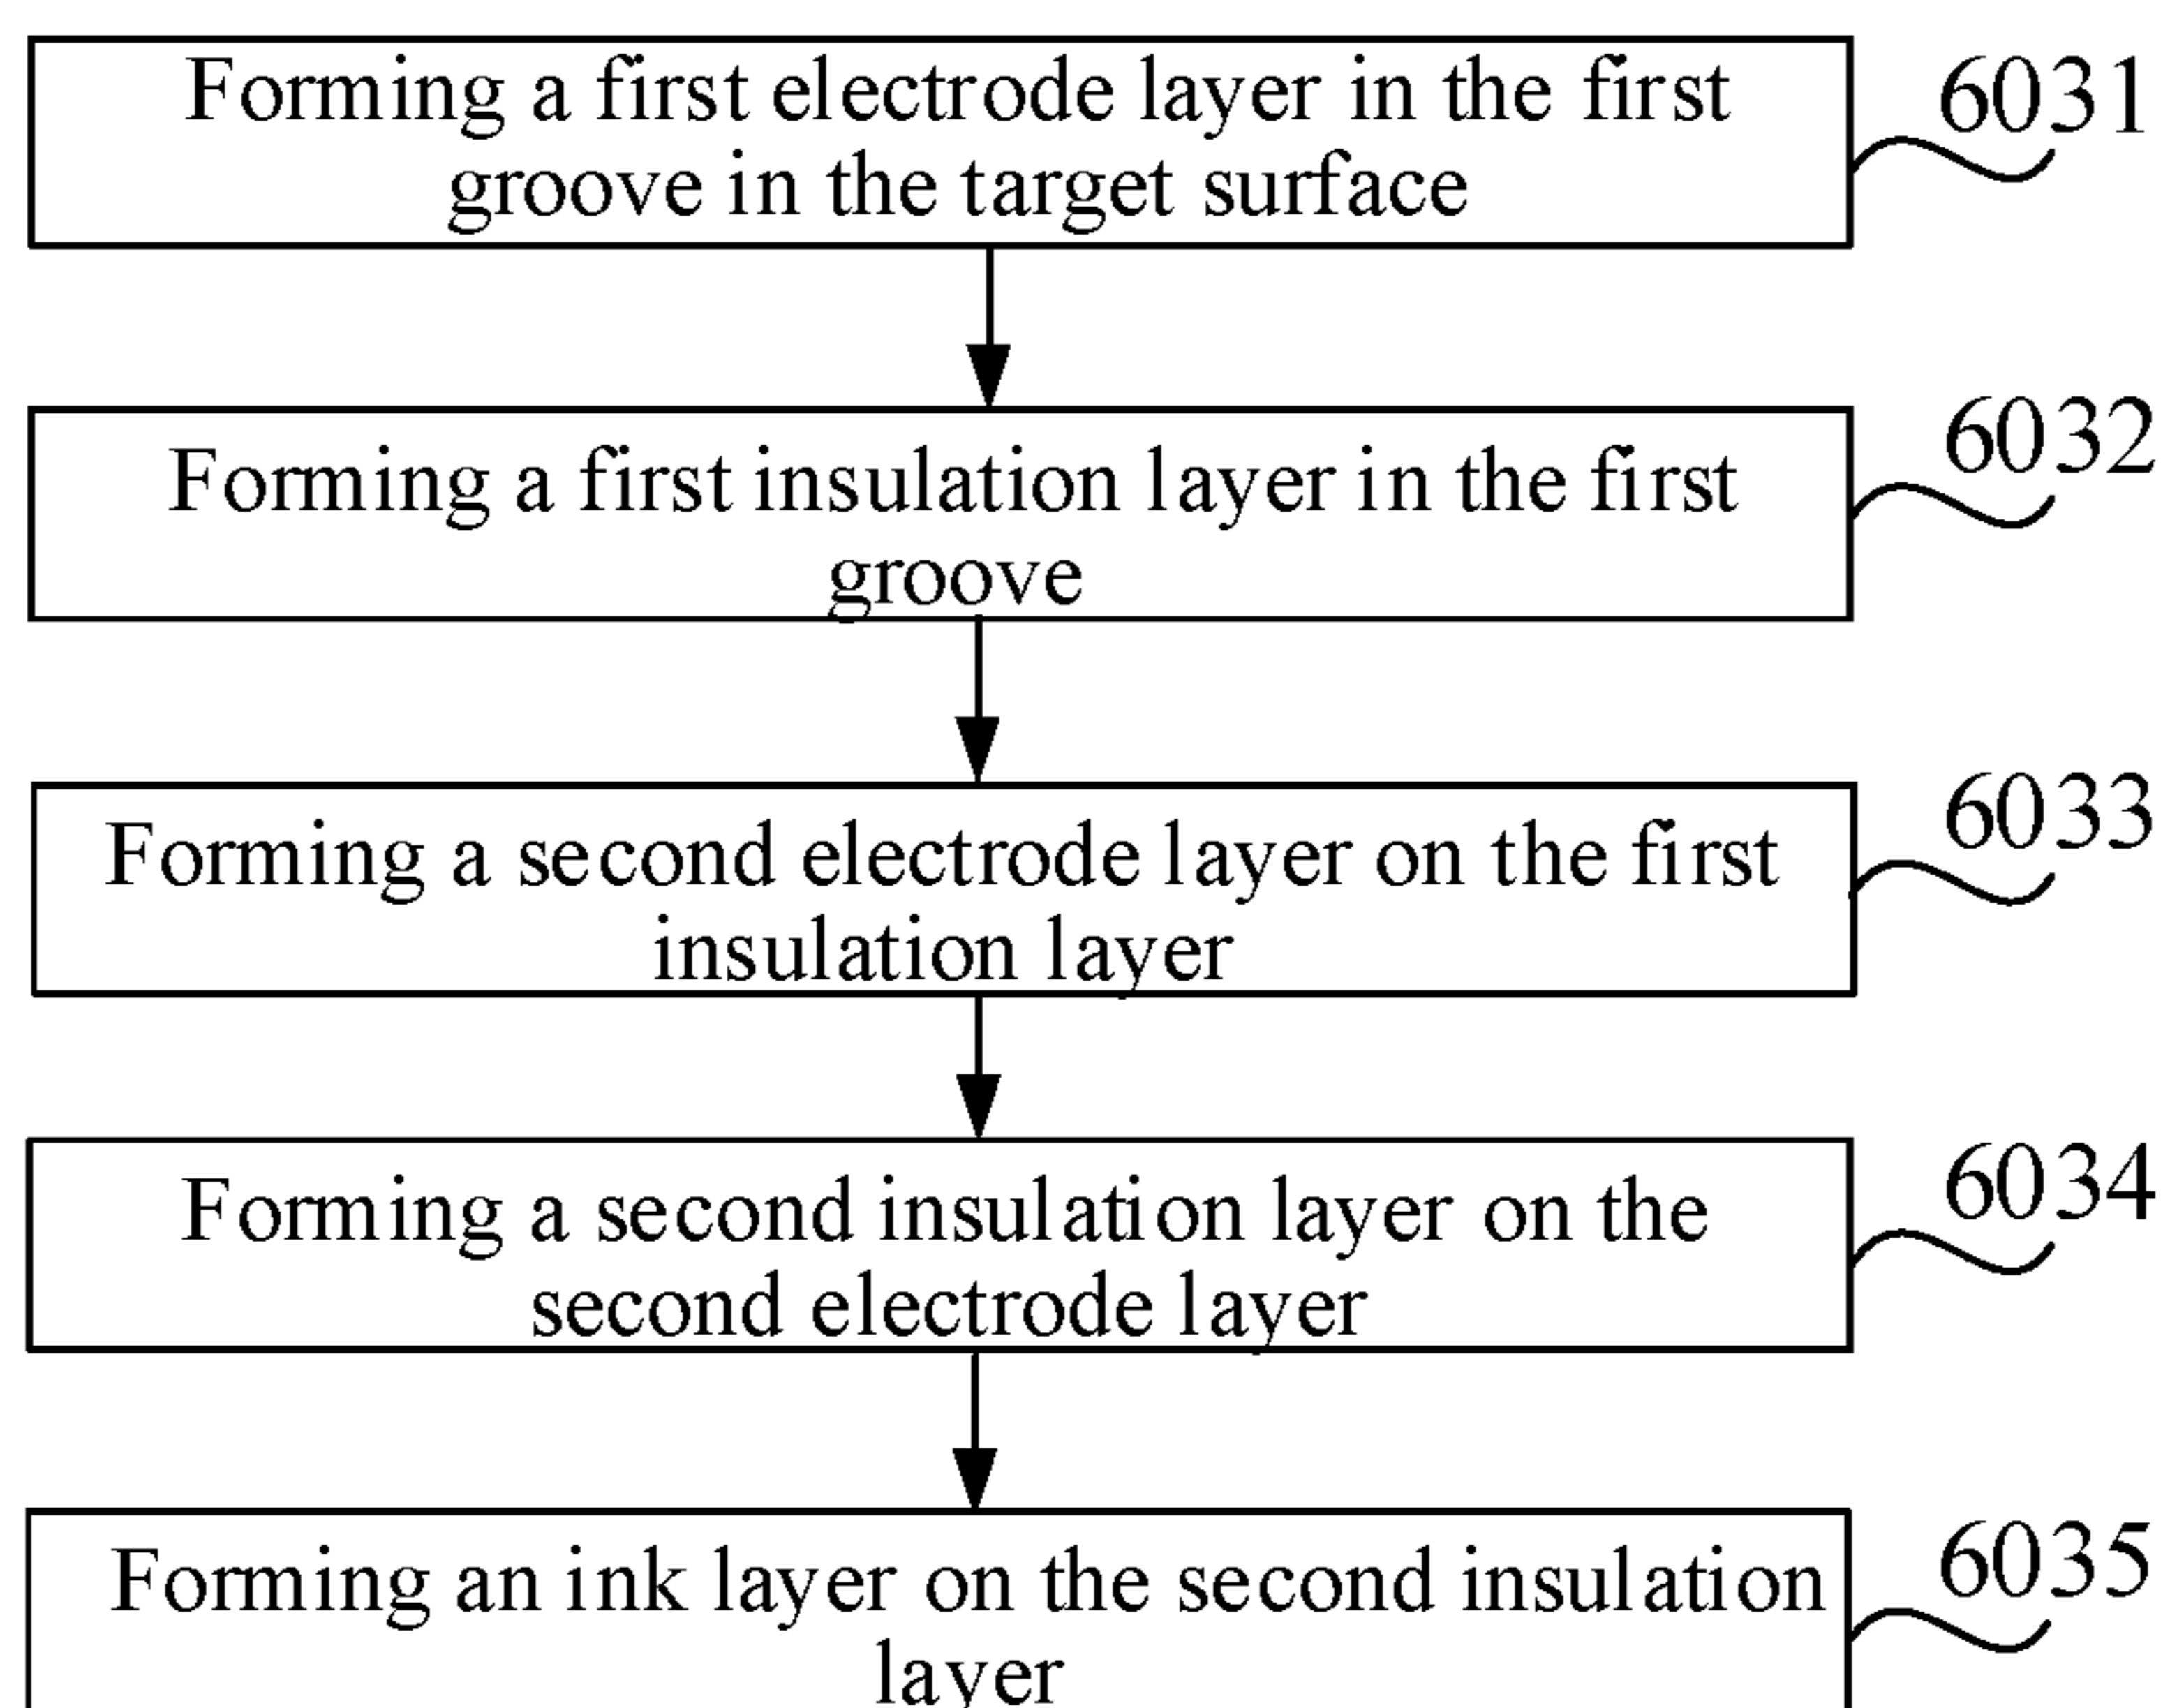 Forming a first electrode layer in the first
groove in the target surface
6031
Forming a first insulation layer in the first
groove
6032
Forming a second electrode layer on the first
insulation layer
6033
Forming a second insulation layer on the
second electrode layer
6034
Forming an ink layer on the second insulation
layer
6035